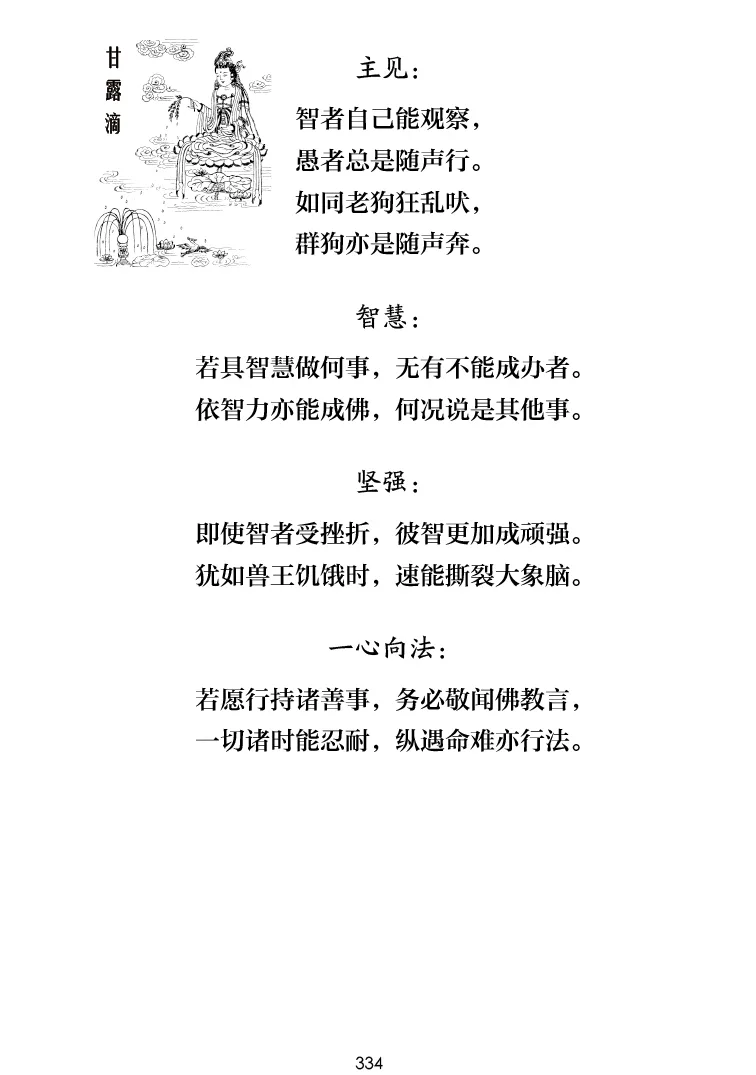 甘露滴
主见：
智者自己能观察，
愚者总是随声行。
如同老狗狂乱吠，
群狗亦是随声奔。
智慧：
若具智慧做何事，无有不能成办者。
依智力亦能成佛，何况说是其他事。
坚强：
即使智者受挫折，彼智更加成顽强。
犹如兽王饥饿时，速能撕裂大象脑。
一心向法：
若愿行持诸善事，务必敬闻佛教言，
一切诸时能忍耐，纵遇命难亦行法。
334